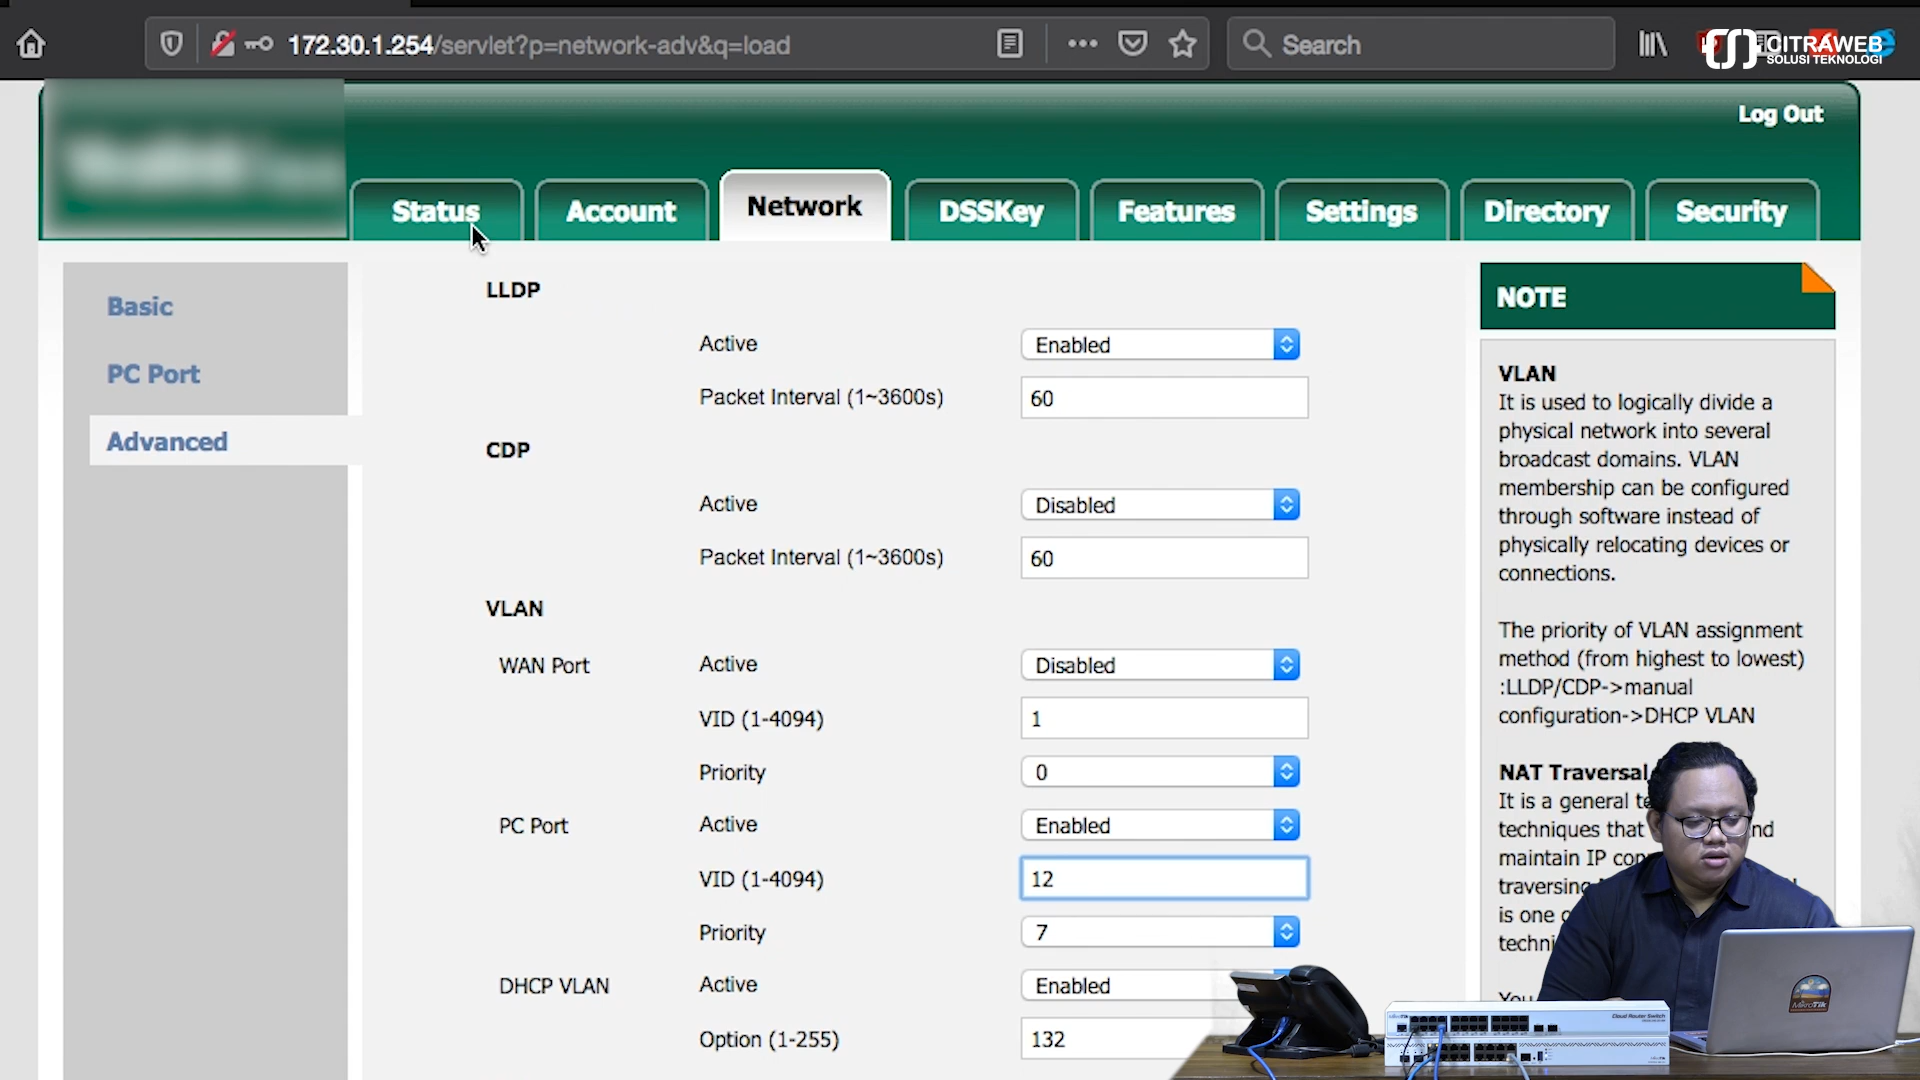 172.30.1.254/servlet?p=network-adv&q=load
Search
CITRAWEB
SOLUSI TEKNOLOGI
Log Out
Status
Account
Network
DSSKey
Features
Settings
Directory
Security
Basic
PC Port
Advanced
LLDP
Active
Enabled
Packet Interval (1~3600s)
60
CDP
Active
Disabled
Packet Interval (1~3600s)
60
VLAN
WAN Port
Active
Disabled
VID (1-4094)
1
Priority
0
PC Port
Active
Enabled
VID (1-4094)
12
Priority
7
DHCP VLAN
Active
Enabled
Option (1-255)
132
NOTE
VLAN
It is used to logically divide a
physical network into several
broadcast domains. VLAN
membership can be configured
through software instead of
physically relocating devices or
connections.
The priority of VLAN assignment
method (from highest to lowest)
:LLDP/CDP->manual
configuration->DHCP VLAN
NAT Traversal
It is a general
techniques that
maintain IP
traversing
is one
You
Cloud Router Switch
MikroTik